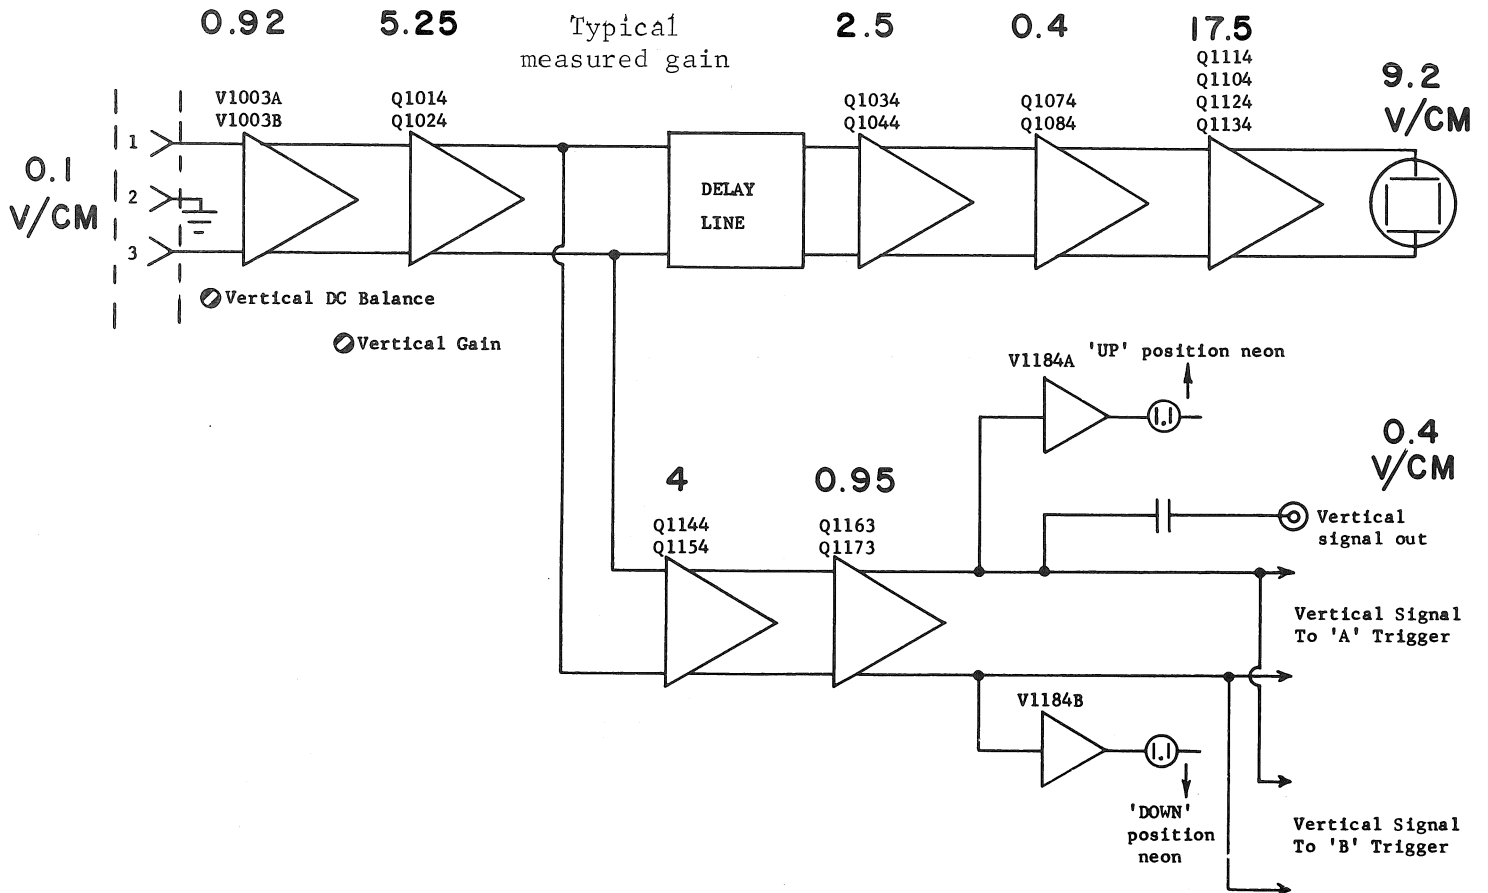 0.92
5.25
Typical
measured gain
2.5
0.4
17.5
Q1114
Q1104
Q1124
Q1134
9.2
V/CM
V1003A
V1003B
Q1014
Q1024
Q1034
Q1044
Q1074
Q1084
0.1
V/CM
1
2
3
DELAY
LINE
Vertical DC Balance
Vertical Gain
V1184A
'UP' position neon
0.4
V/CM
4
0.95
Q1144
Q1154
Q1163
Q1173
Vertical
signal out
Vertical Signal
To 'A' Trigger
V1184B
'DOWN'
position
neon
Vertical Signal
To 'B' Trigger